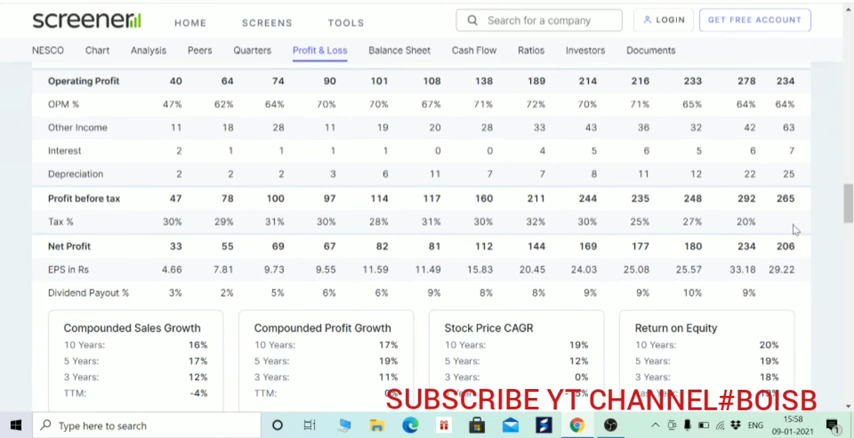 screener
HOME SCREENS TOOLS
Search for a company
LOGIN
GET FREE ACCOUNT
NESCO Chart Analysis Peers Quarters Profit & Loss Balance Sheet Cash Flow Ratios Investors Documents
Operating Profit 40 64 74 90 101 108 138 189 214 216 233 278 234
OPM % 47% 62% 64% 70% 70% 67% 71% 72% 70% 71% 65% 64% 64%
Other Income 11 18 28 11 19 20 28 33 43 36 32 42 63
Interest 2 1 1 1 1 0 0 4 5 6 5 6 7
Depreciation 2 2 2 3 6 11 7 7 8 11 12 22 25
Profit before tax 47 78 100 97 114 117 160 211 244 235 248 292 265
Tax % 30% 29% 31% 30% 28% 31% 30% 32% 30% 25% 27% 20%
Net Profit 33 55 69 67 82 81 112 144 169 177 180 234 206
EPS in Rs 4.66 7.81 9.73 9.55 11.59 11.49 15.83 20.45 24.03 25.08 25.57 33.18 29.22
Dividend Payout % 3% 2% 5% 6% 6% 9% 8% 8% 9% 9% 10% 9%
Compounded Sales Growth
10 Years: 16%
5 Years: 17%
3 Years: 12%
TTM: -4%
Compounded Profit Growth
10 Years: 17%
5 Years: 19%
3 Years: 11%
TTM:
Stock Price CAGR
10 Years: 19%
5 Years: 12%
3 Years: 0%
Return on Equity
10 Years: 20%
5 Years: 19%
3 Years: 18%
SUBSCRIBE YT CHANNEL#BOISB
Type here to search
ENG
15:58
09-01-2021